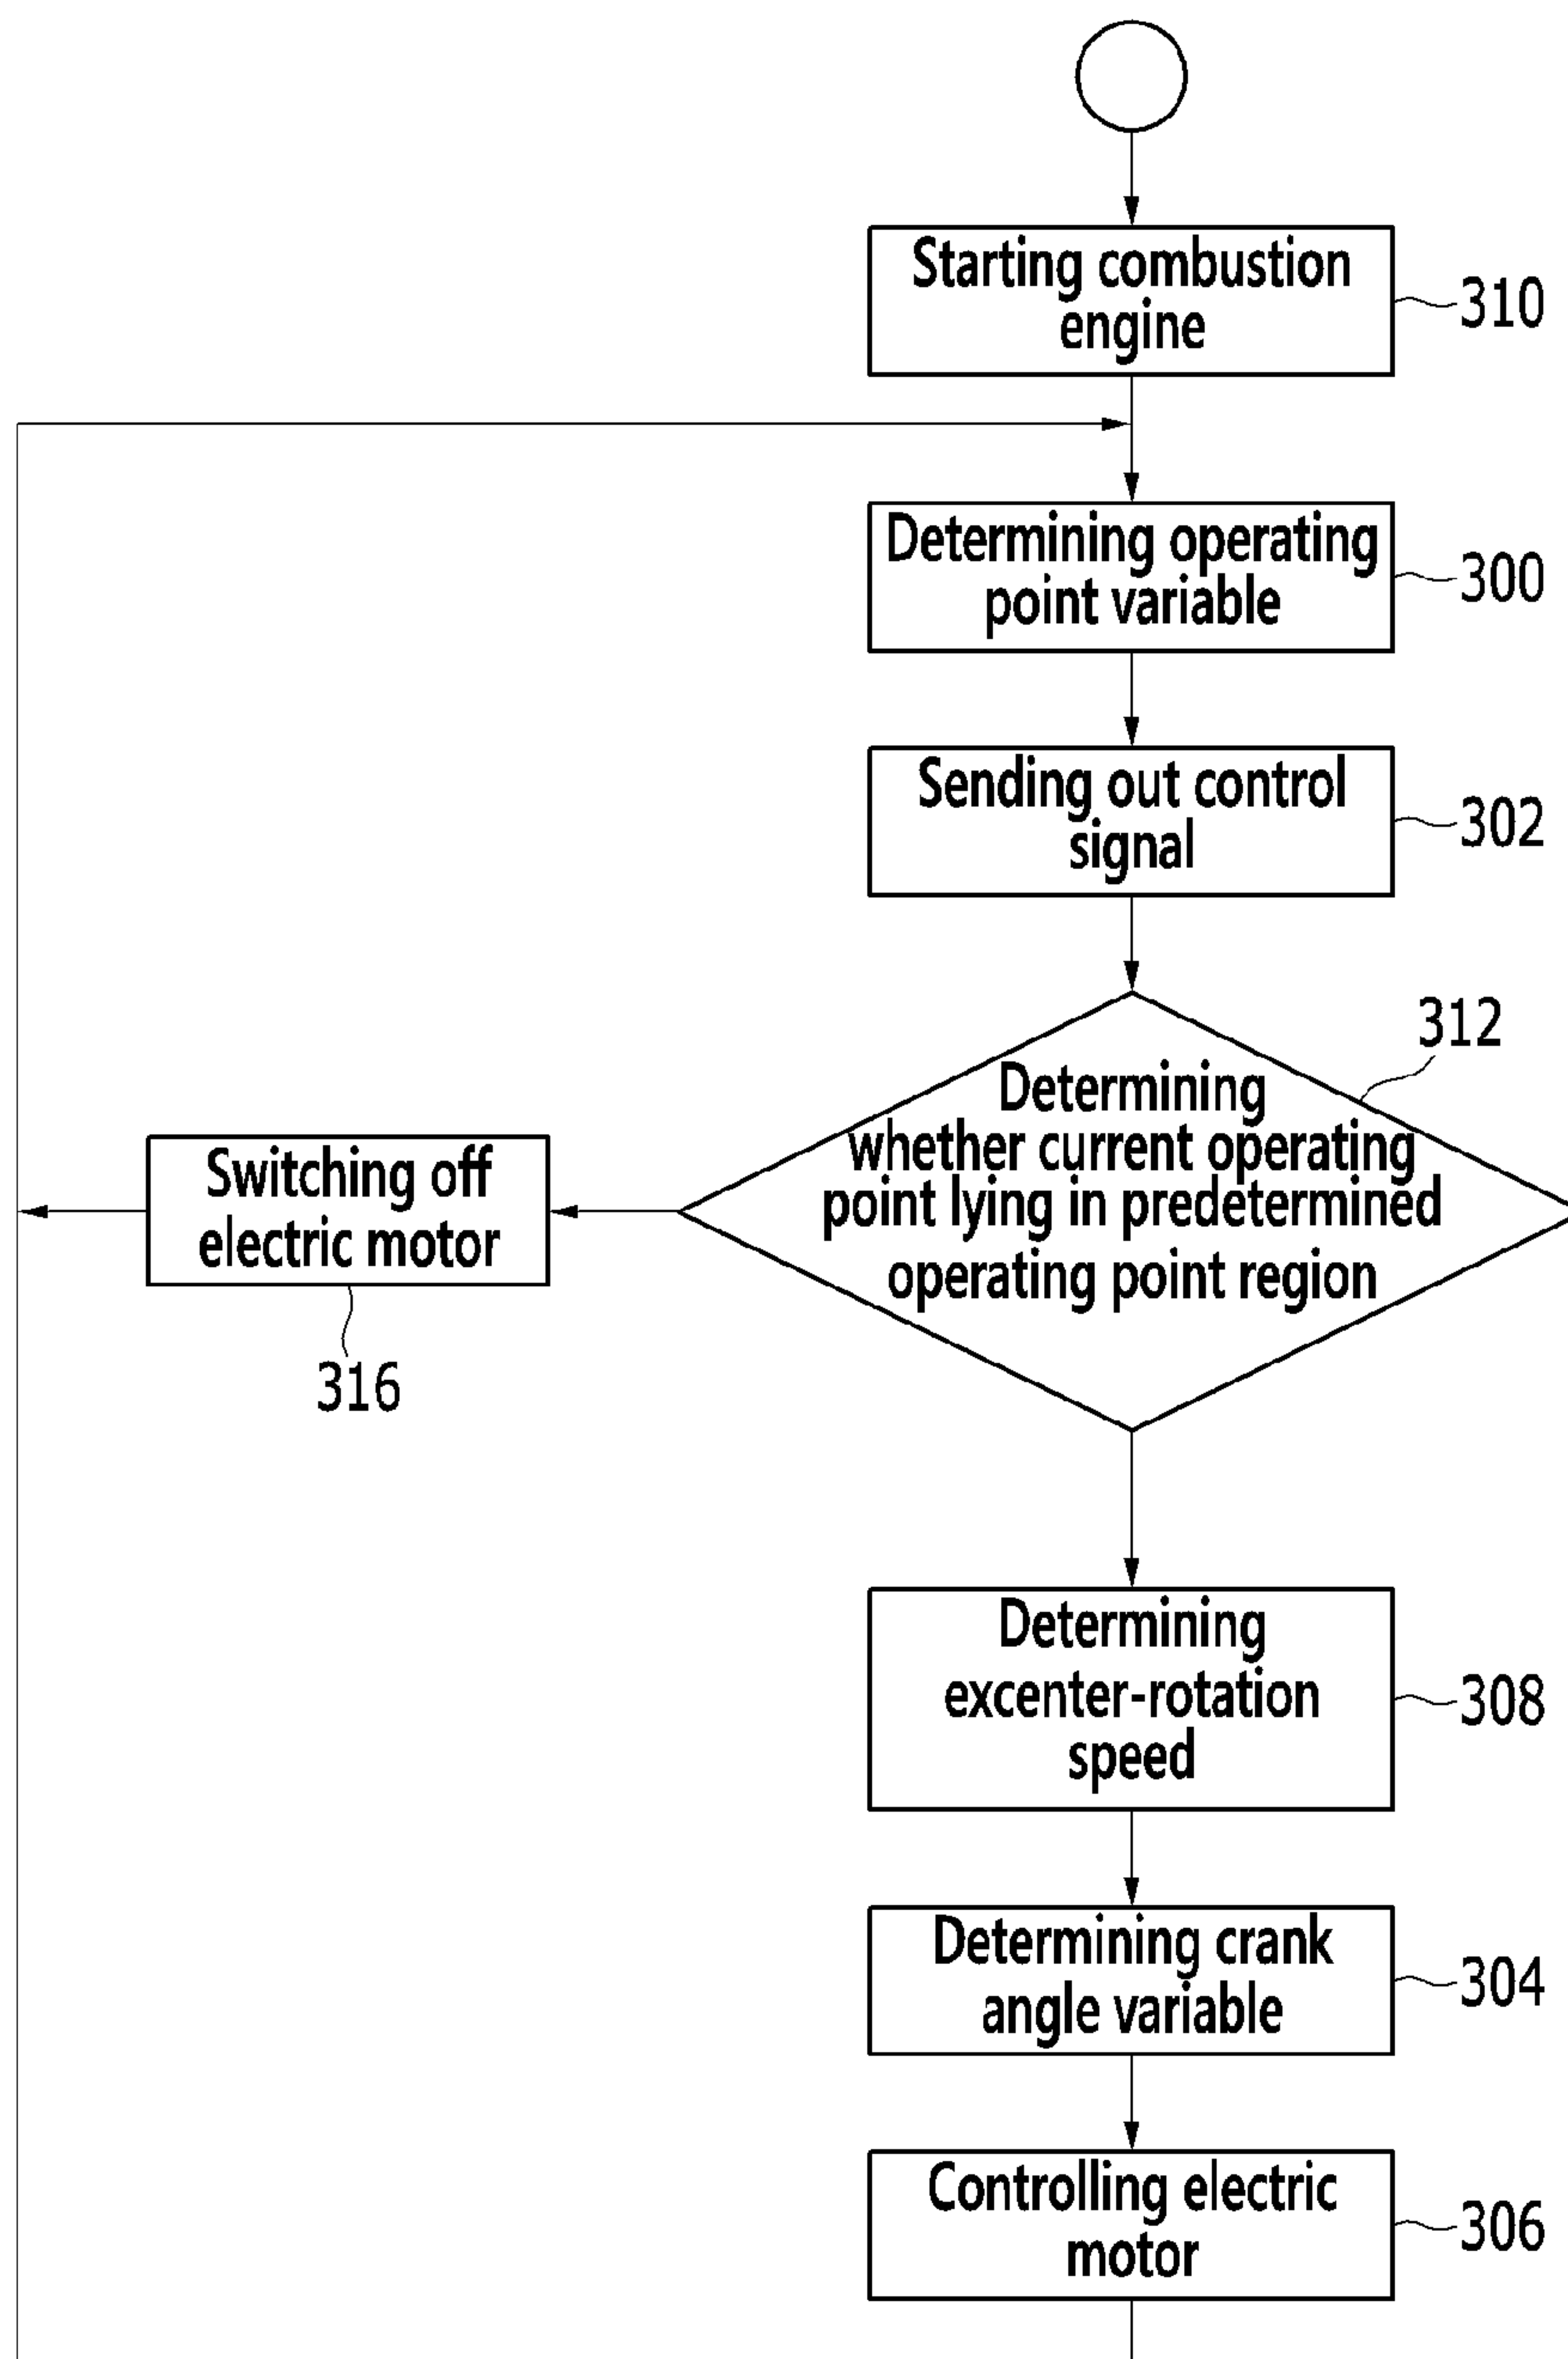 Starting combustion
engine
310
Determining operating
point variable
300
Sending out control
signal
302
312
Determining
whether current operating
point lying in predetermined
operating point region
Switching off
electric motor
316
Determining
excenter-rotation
speed
308
Determining crank
angle variable
304
Controlling electric
motor
306